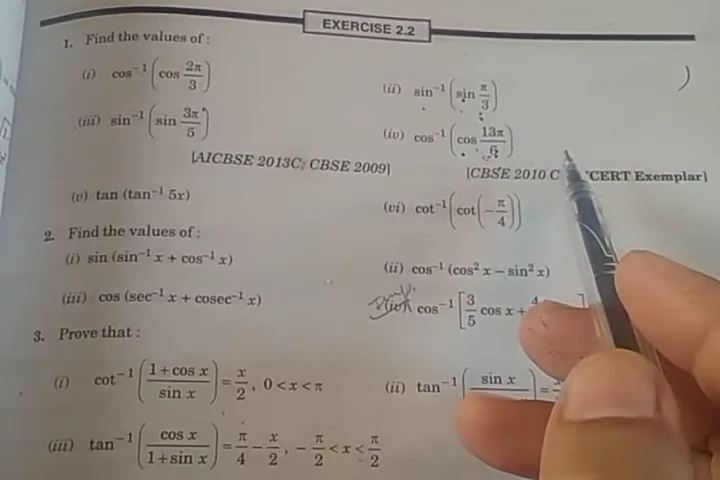 EXERCISE 2.2
1. Find the values of :
(i) cos⁻¹(cos 2π/3)
(ii) sin⁻¹(sin π/3)
(iii) sin⁻¹(sin 3π/5)
(iv) cos⁻¹(cos 13π/6)
[AICBSE 2013C; CBSE 2009]
[CBSE 2010 C CERT Exemplar]
(v) tan (tan⁻¹ 5x)
(vi) cot⁻¹(cot(−π/4))
2. Find the values of :
(i) sin (sin⁻¹ x + cos⁻¹ x)
(ii) cos⁻¹ (cos² x − sin² x)
(iii) cos (sec⁻¹ x + cosec⁻¹ x)
(iv) cos⁻¹ [3/5 cos x + 4 ]
3. Prove that :
(i) cot⁻¹((1 + cos x)/sin x) = x/2, 0 < x < π
(ii) tan⁻¹( sin x ) =
(iii) tan⁻¹(cos x/(1 + sin x)) = π/4 − x/2, − π/2 < x < π/2